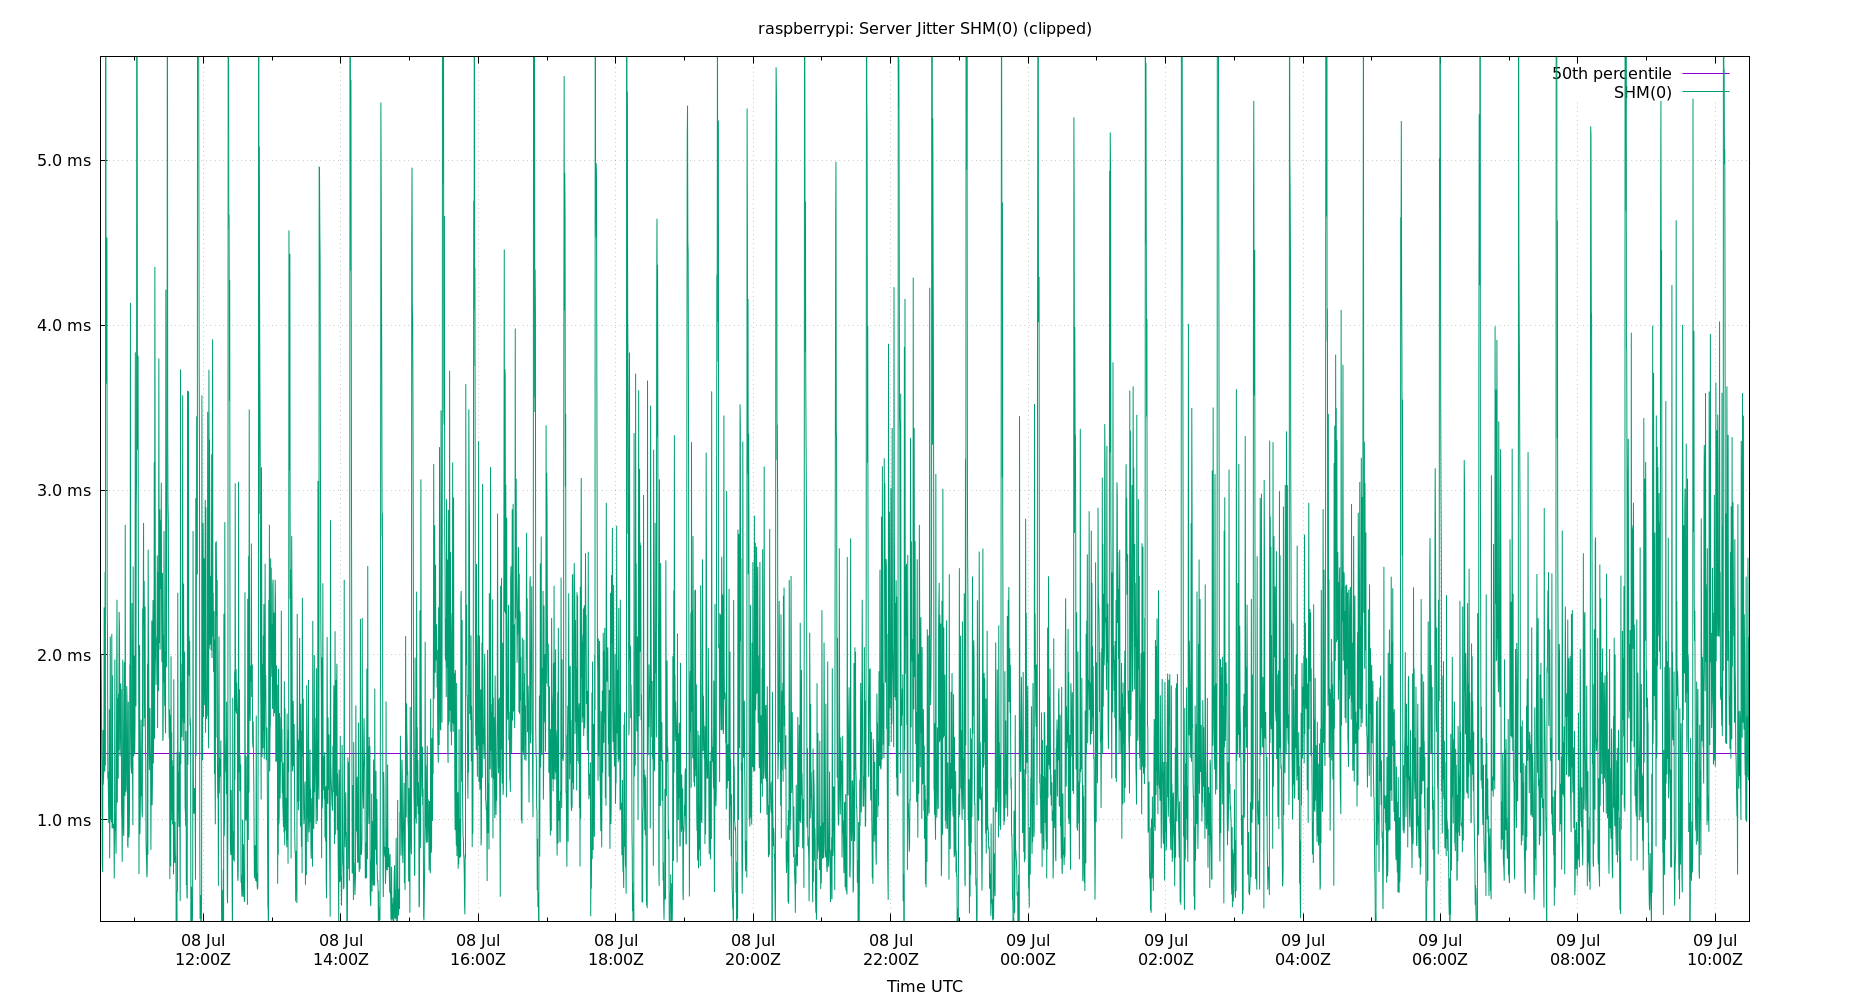 raspberrypi: Server Jitter SHM(0) (clipped)
50th percentile
SHM(0)
5.0 ms
4.0 ms
3.0 ms
2.0 ms
1.0 ms
08 Jul 08 Jul 08 Jul 08 Jul 08 Jul 08 Jul 09 Jul 09 Jul 09 Jul 09 Jul 09 Jul 09 Jul
12:00Z 14:00Z 16:00Z 18:00Z 20:00Z 22:00Z 00:00Z 02:00Z 04:00Z 06:00Z 08:00Z 10:00Z
Time UTC